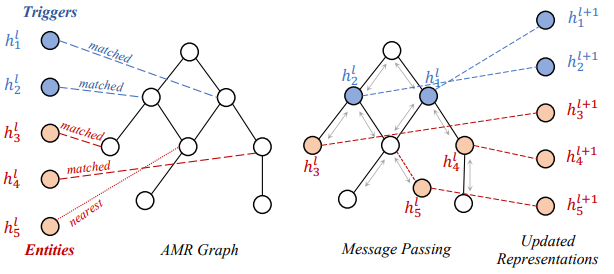 Triggers
h_1^l
matched
h_2^l
matched
h_3^l
matched
h_4^l
matched
h_5^l
nearest
Entities
AMR Graph
h_2^l
h_1^l
h_3^l
h_4^l
h_5^l
Message Passing
h_1^{l+1}
h_2^{l+1}
h_3^{l+1}
h_4^{l+1}
h_5^{l+1}
Updated
Representations